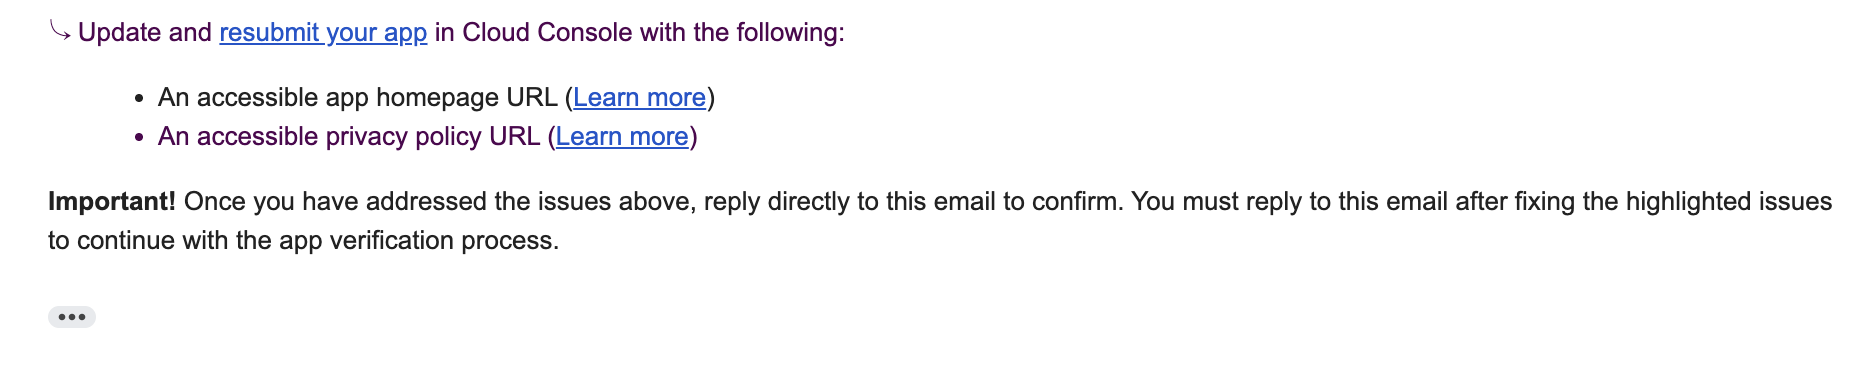 Update and resubmit your app in Cloud Console with the following:
• An accessible app homepage URL (Learn more)
• An accessible privacy policy URL (Learn more)
Important! Once you have addressed the issues above, reply directly to this email to confirm. You must reply to this email after fixing the highlighted issues
to continue with the app verification process.